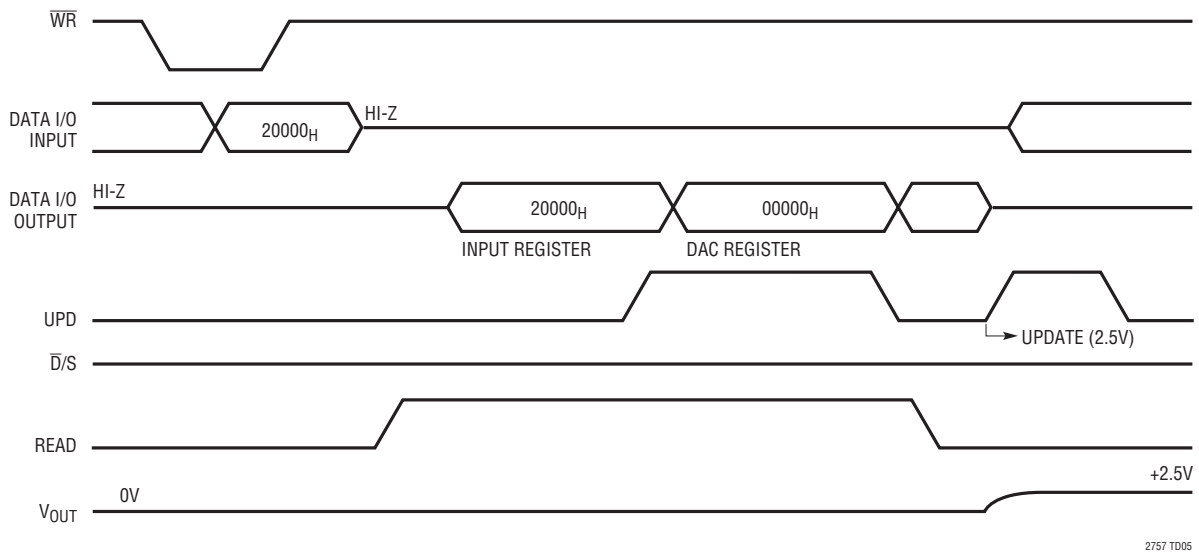 W̅R̅
DATA I/O
INPUT
20000H
HI-Z
DATA I/O
OUTPUT
HI-Z
20000H
00000H
INPUT REGISTER
DAC REGISTER
UPD
UPDATE (2.5V)
D̅/S
READ
VOUT
0V
+2.5V
2757 TD05